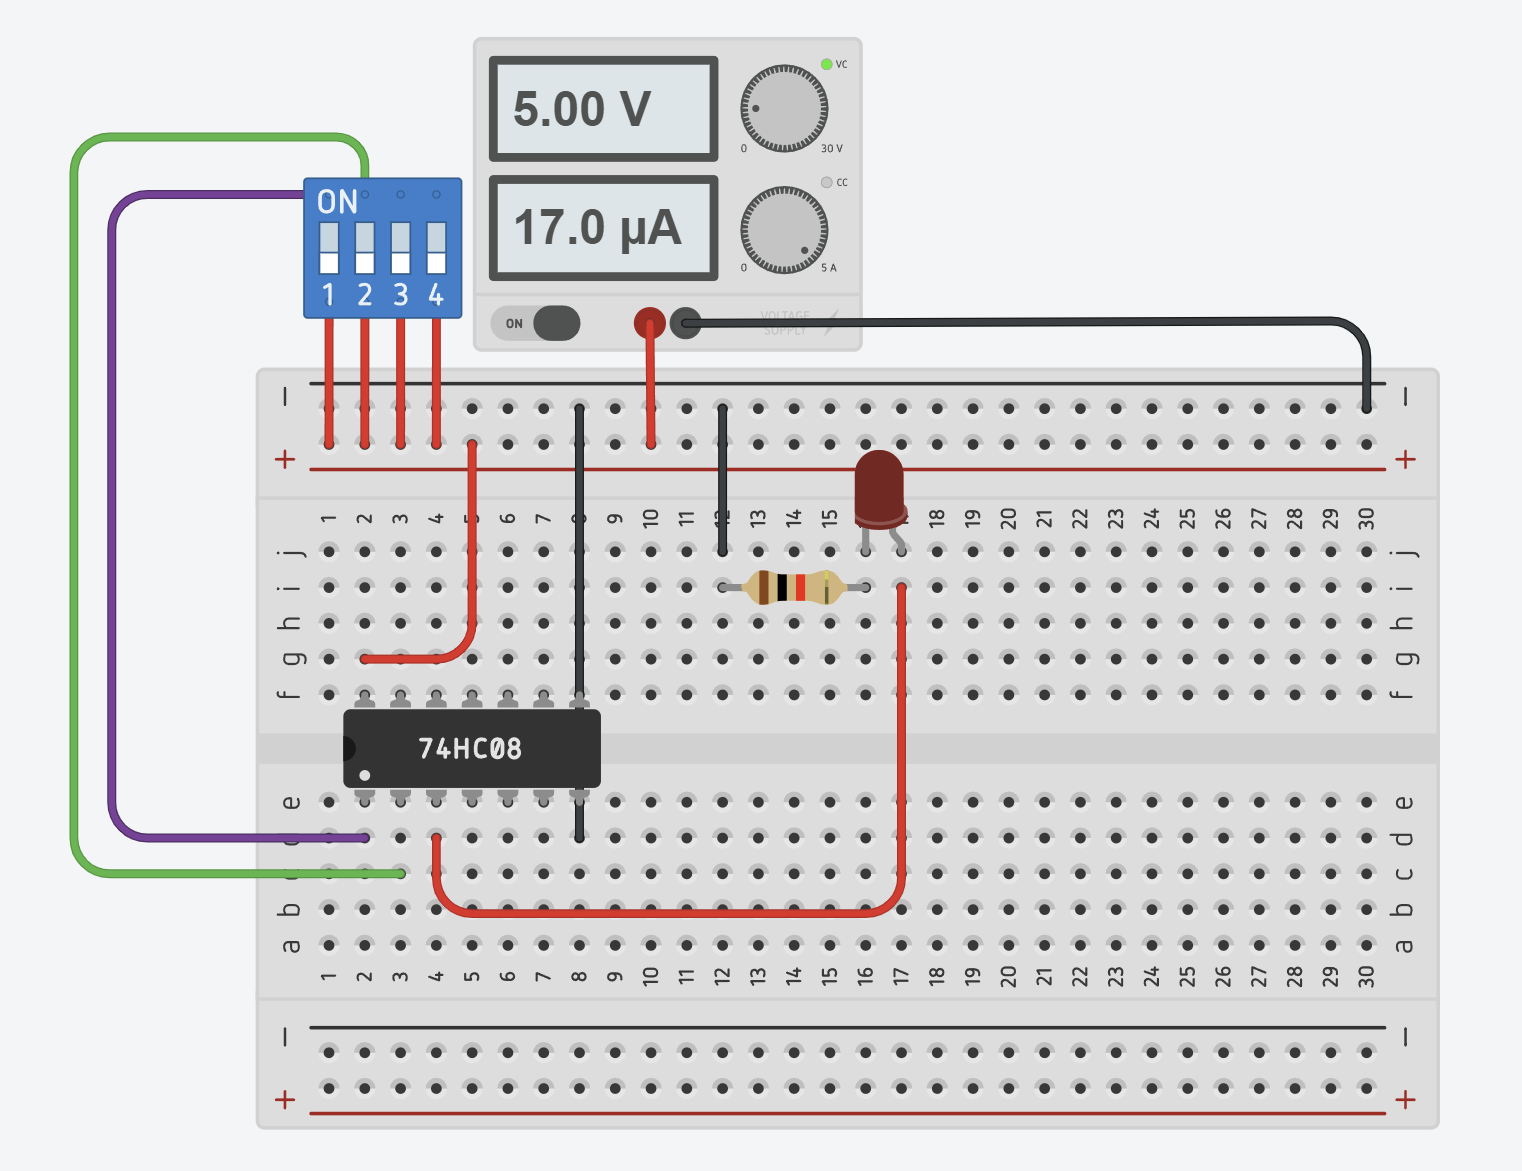 VC
5.00 V
0
30 V
CC
ON
17.0 µA
1 2 3 4
0
5 A
ON
VOLTAGE
SUPPLY
− −
+ +
1 2 3 4 5 6 7 8 9 10 11 12 13 14 15 18 19 20 21 22 23 24 25 26 27 28 29 30
j j
i i
h h
g g
f f
74HC08
e e
d
c
b b
a a
1 2 3 4 5 6 7 8 9 10 11 12 13 14 15 16 17 18 19 20 21 22 23 24 25 26 27 28 29 30
− −
+ +